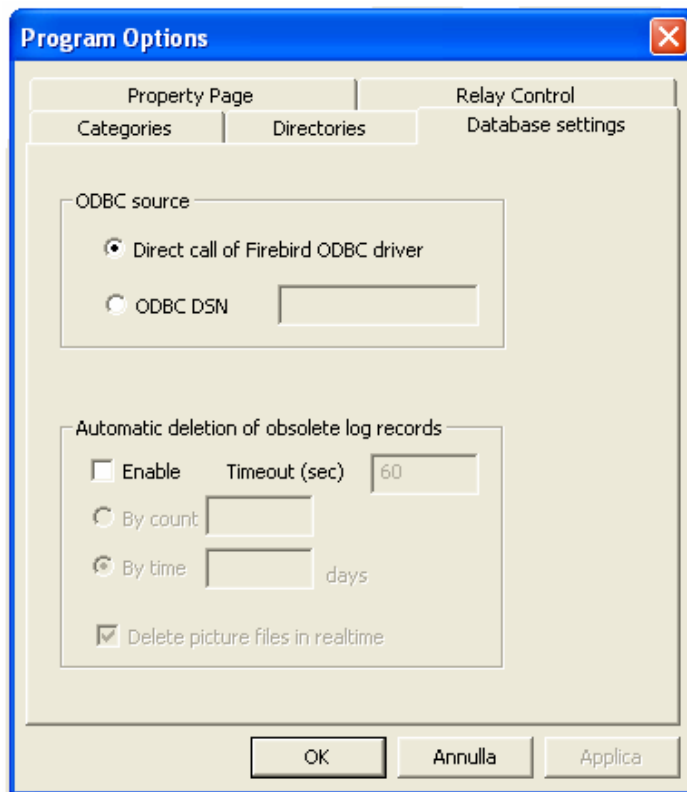 Program Options
Property Page Relay Control
Categories Directories Database settings
ODBC source
Direct call of Firebird ODBC driver
ODBC DSN
Automatic deletion of obsolete log records
Enable Timeout (sec) 60
By count
By time days
Delete picture files in realtime
OK Annulla Applica